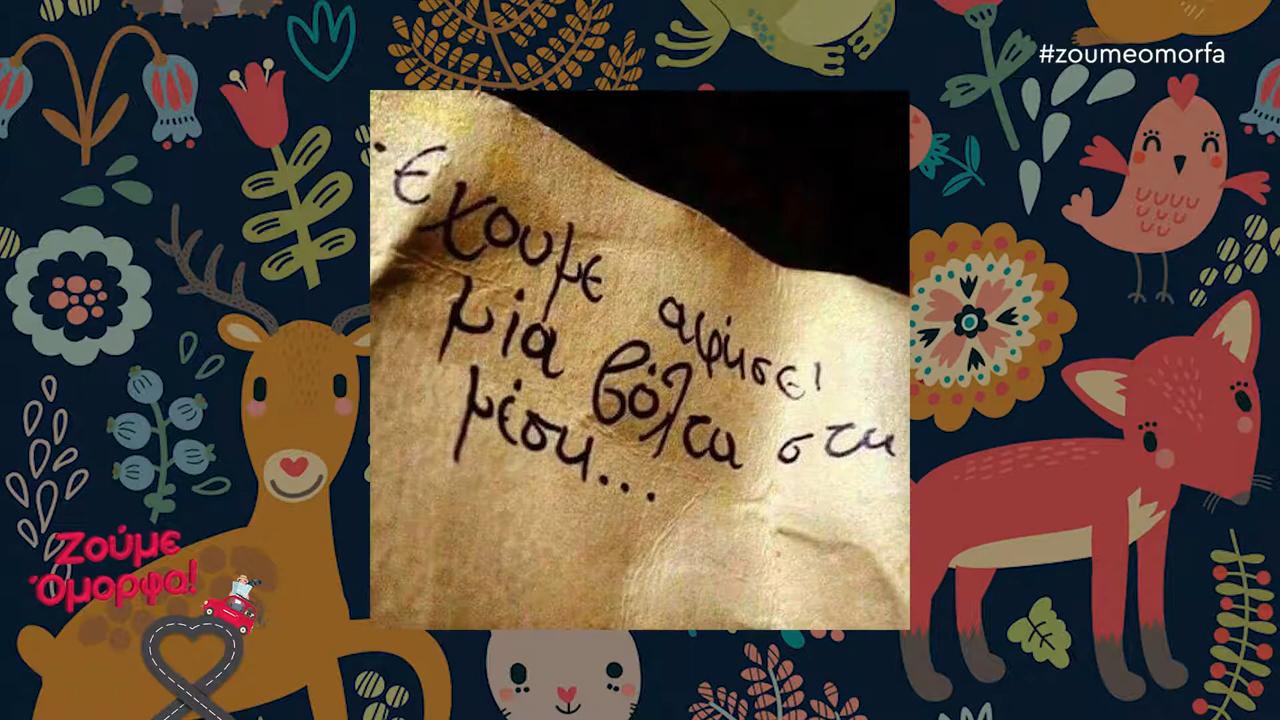 #zoumeomorfa
Έχουμε αφήσει
μία βόλτα στη
μέση...
Ζούμε
Όμορφα!